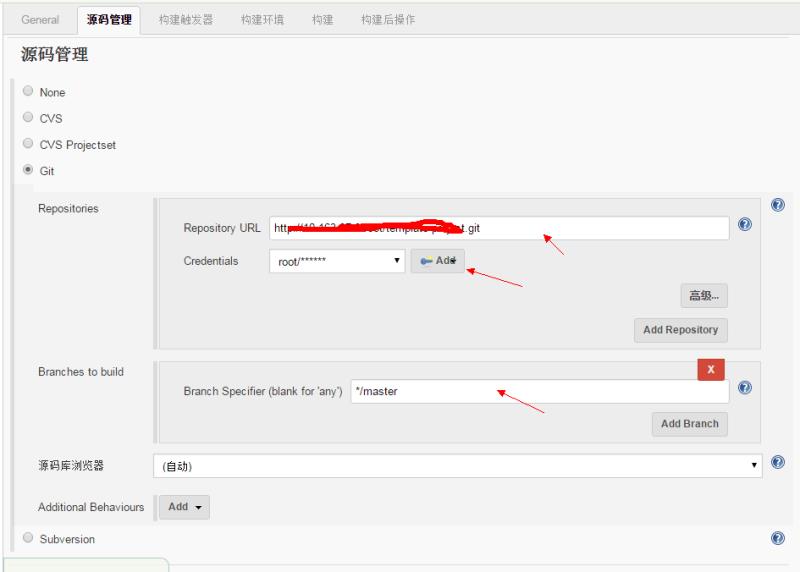 General 源码管理 构建触发器 构建环境 构建 构建后操作
源码管理
None
CVS
CVS Projectset
Git
Repositories
Repository URL
.git
Credentials root/****** Add
高级...
Add Repository
Branches to build
X
Branch Specifier (blank for 'any') */master
Add Branch
源码库浏览器 (自动)
Additional Behaviours Add
Subversion